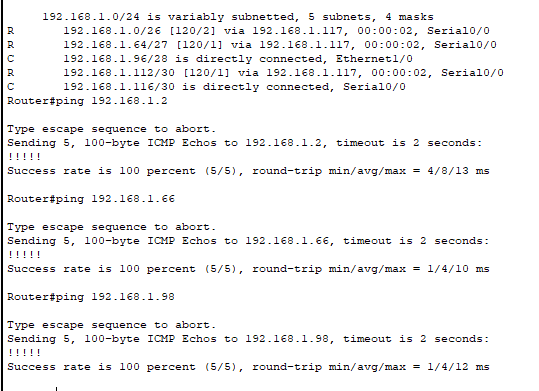 192.168.1.0/24 is variably subnetted, 5 subnets, 4 masks
R 192.168.1.0/26 [120/2] via 192.168.1.117, 00:00:02, Serial0/0
R 192.168.1.64/27 [120/1] via 192.168.1.117, 00:00:02, Serial0/0
C 192.168.1.96/28 is directly connected, Ethernet1/0
R 192.168.1.112/30 [120/1] via 192.168.1.117, 00:00:02, Serial0/0
C 192.168.1.116/30 is directly connected, Serial0/0
Router#ping 192.168.1.2
Type escape sequence to abort.
Sending 5, 100-byte ICMP Echos to 192.168.1.2, timeout is 2 seconds:
!!!!!
Success rate is 100 percent (5/5), round-trip min/avg/max = 4/8/13 ms
Router#ping 192.168.1.66
Type escape sequence to abort.
Sending 5, 100-byte ICMP Echos to 192.168.1.66, timeout is 2 seconds:
!!!!!
Success rate is 100 percent (5/5), round-trip min/avg/max = 1/4/10 ms
Router#ping 192.168.1.98
Type escape sequence to abort.
Sending 5, 100-byte ICMP Echos to 192.168.1.98, timeout is 2 seconds:
!!!!!
Success rate is 100 percent (5/5), round-trip min/avg/max = 1/4/12 ms